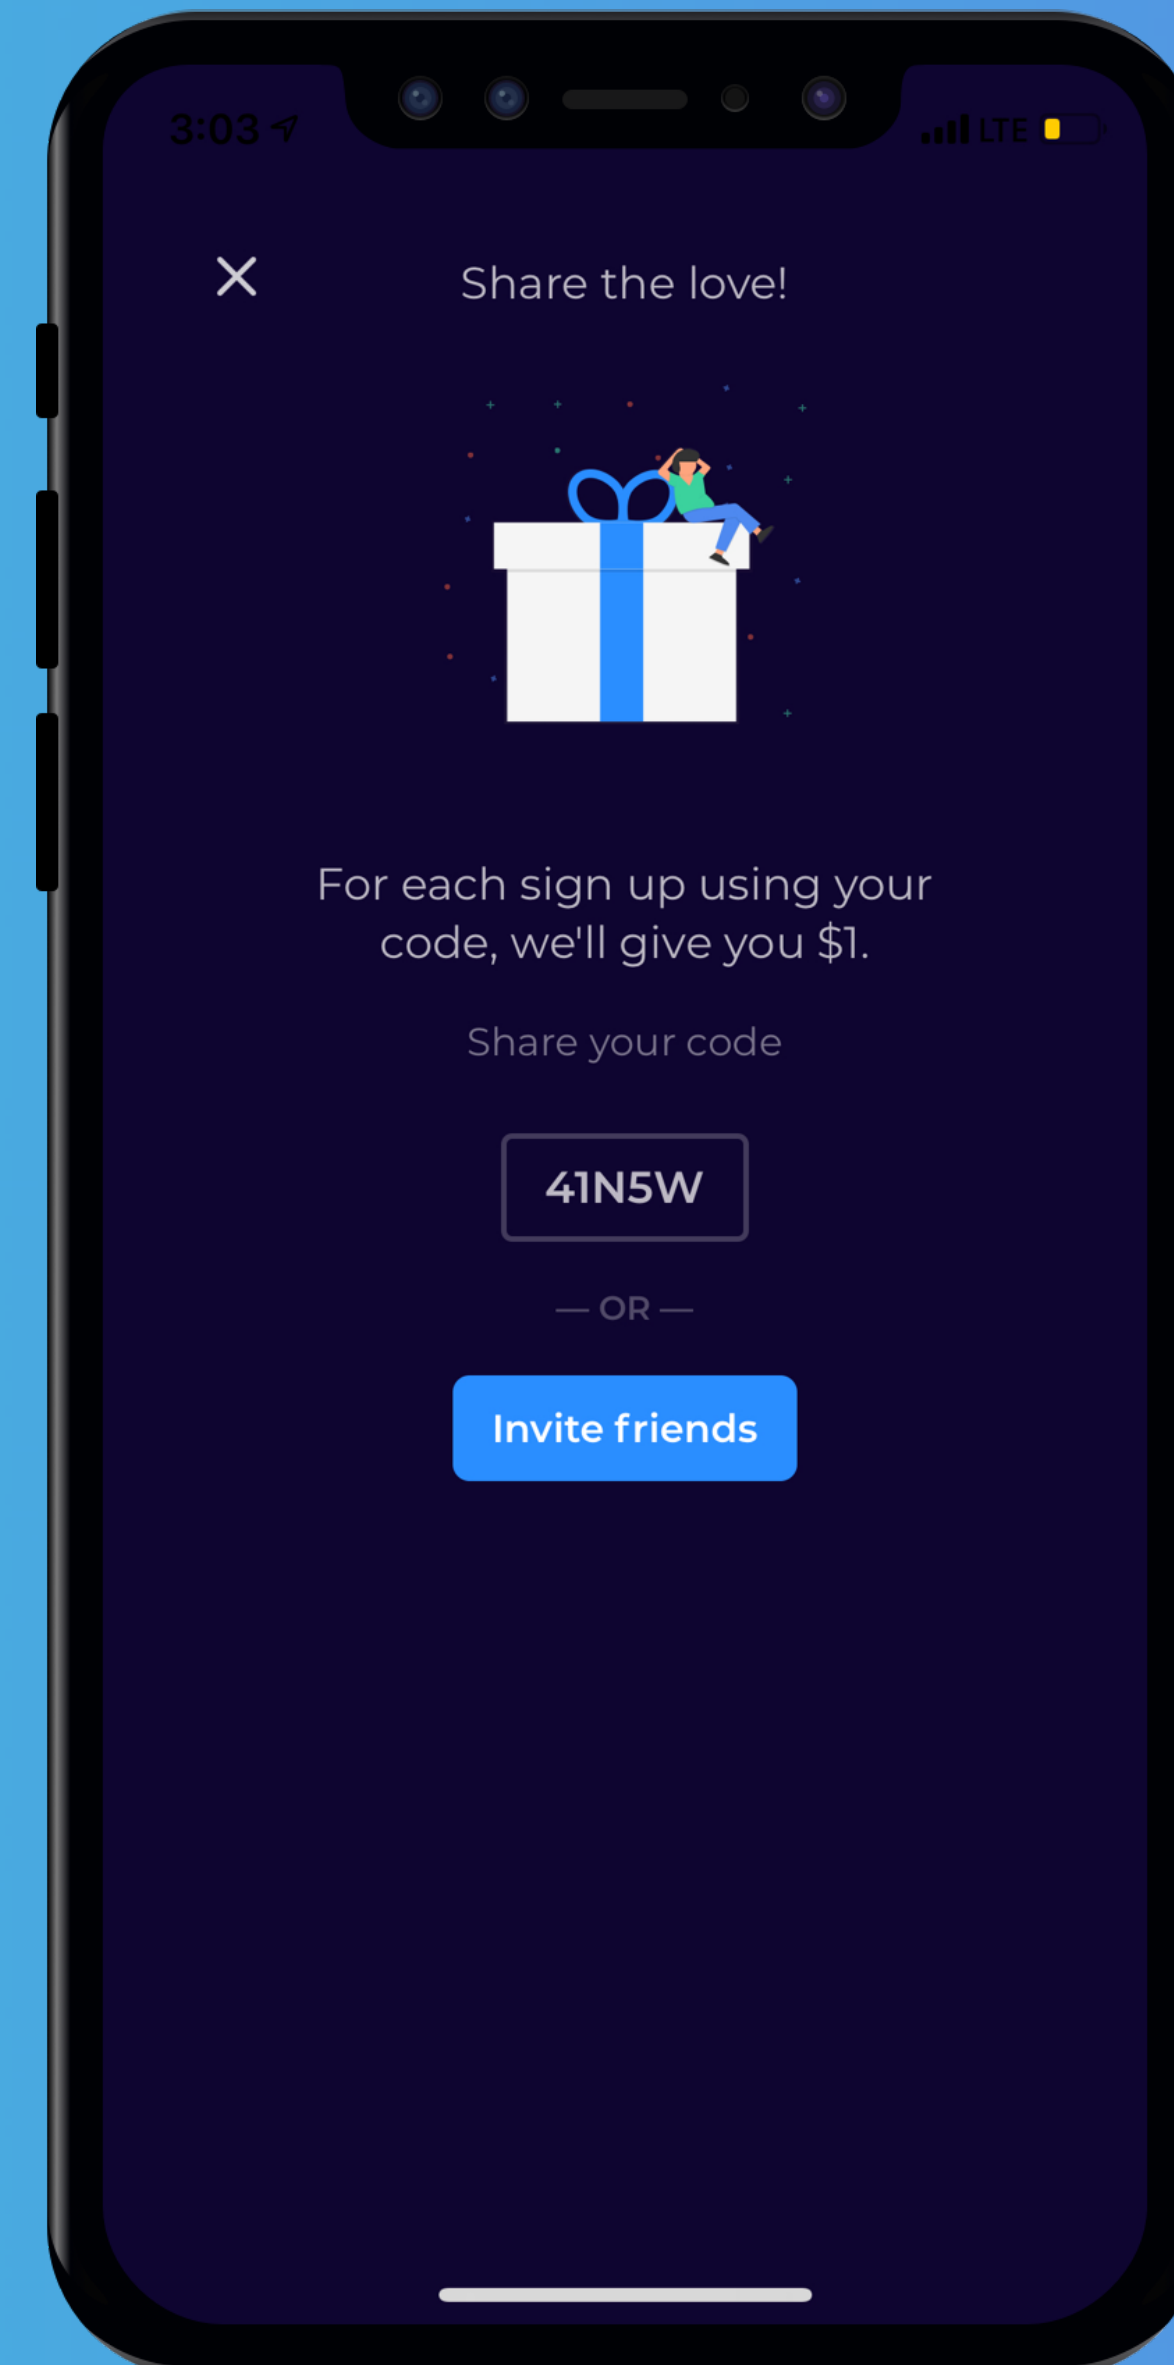 3:03
LTE
Share the love!
For each sign up using your
code, we'll give you $1.
Share your code
41N5W
— OR —
Invite friends